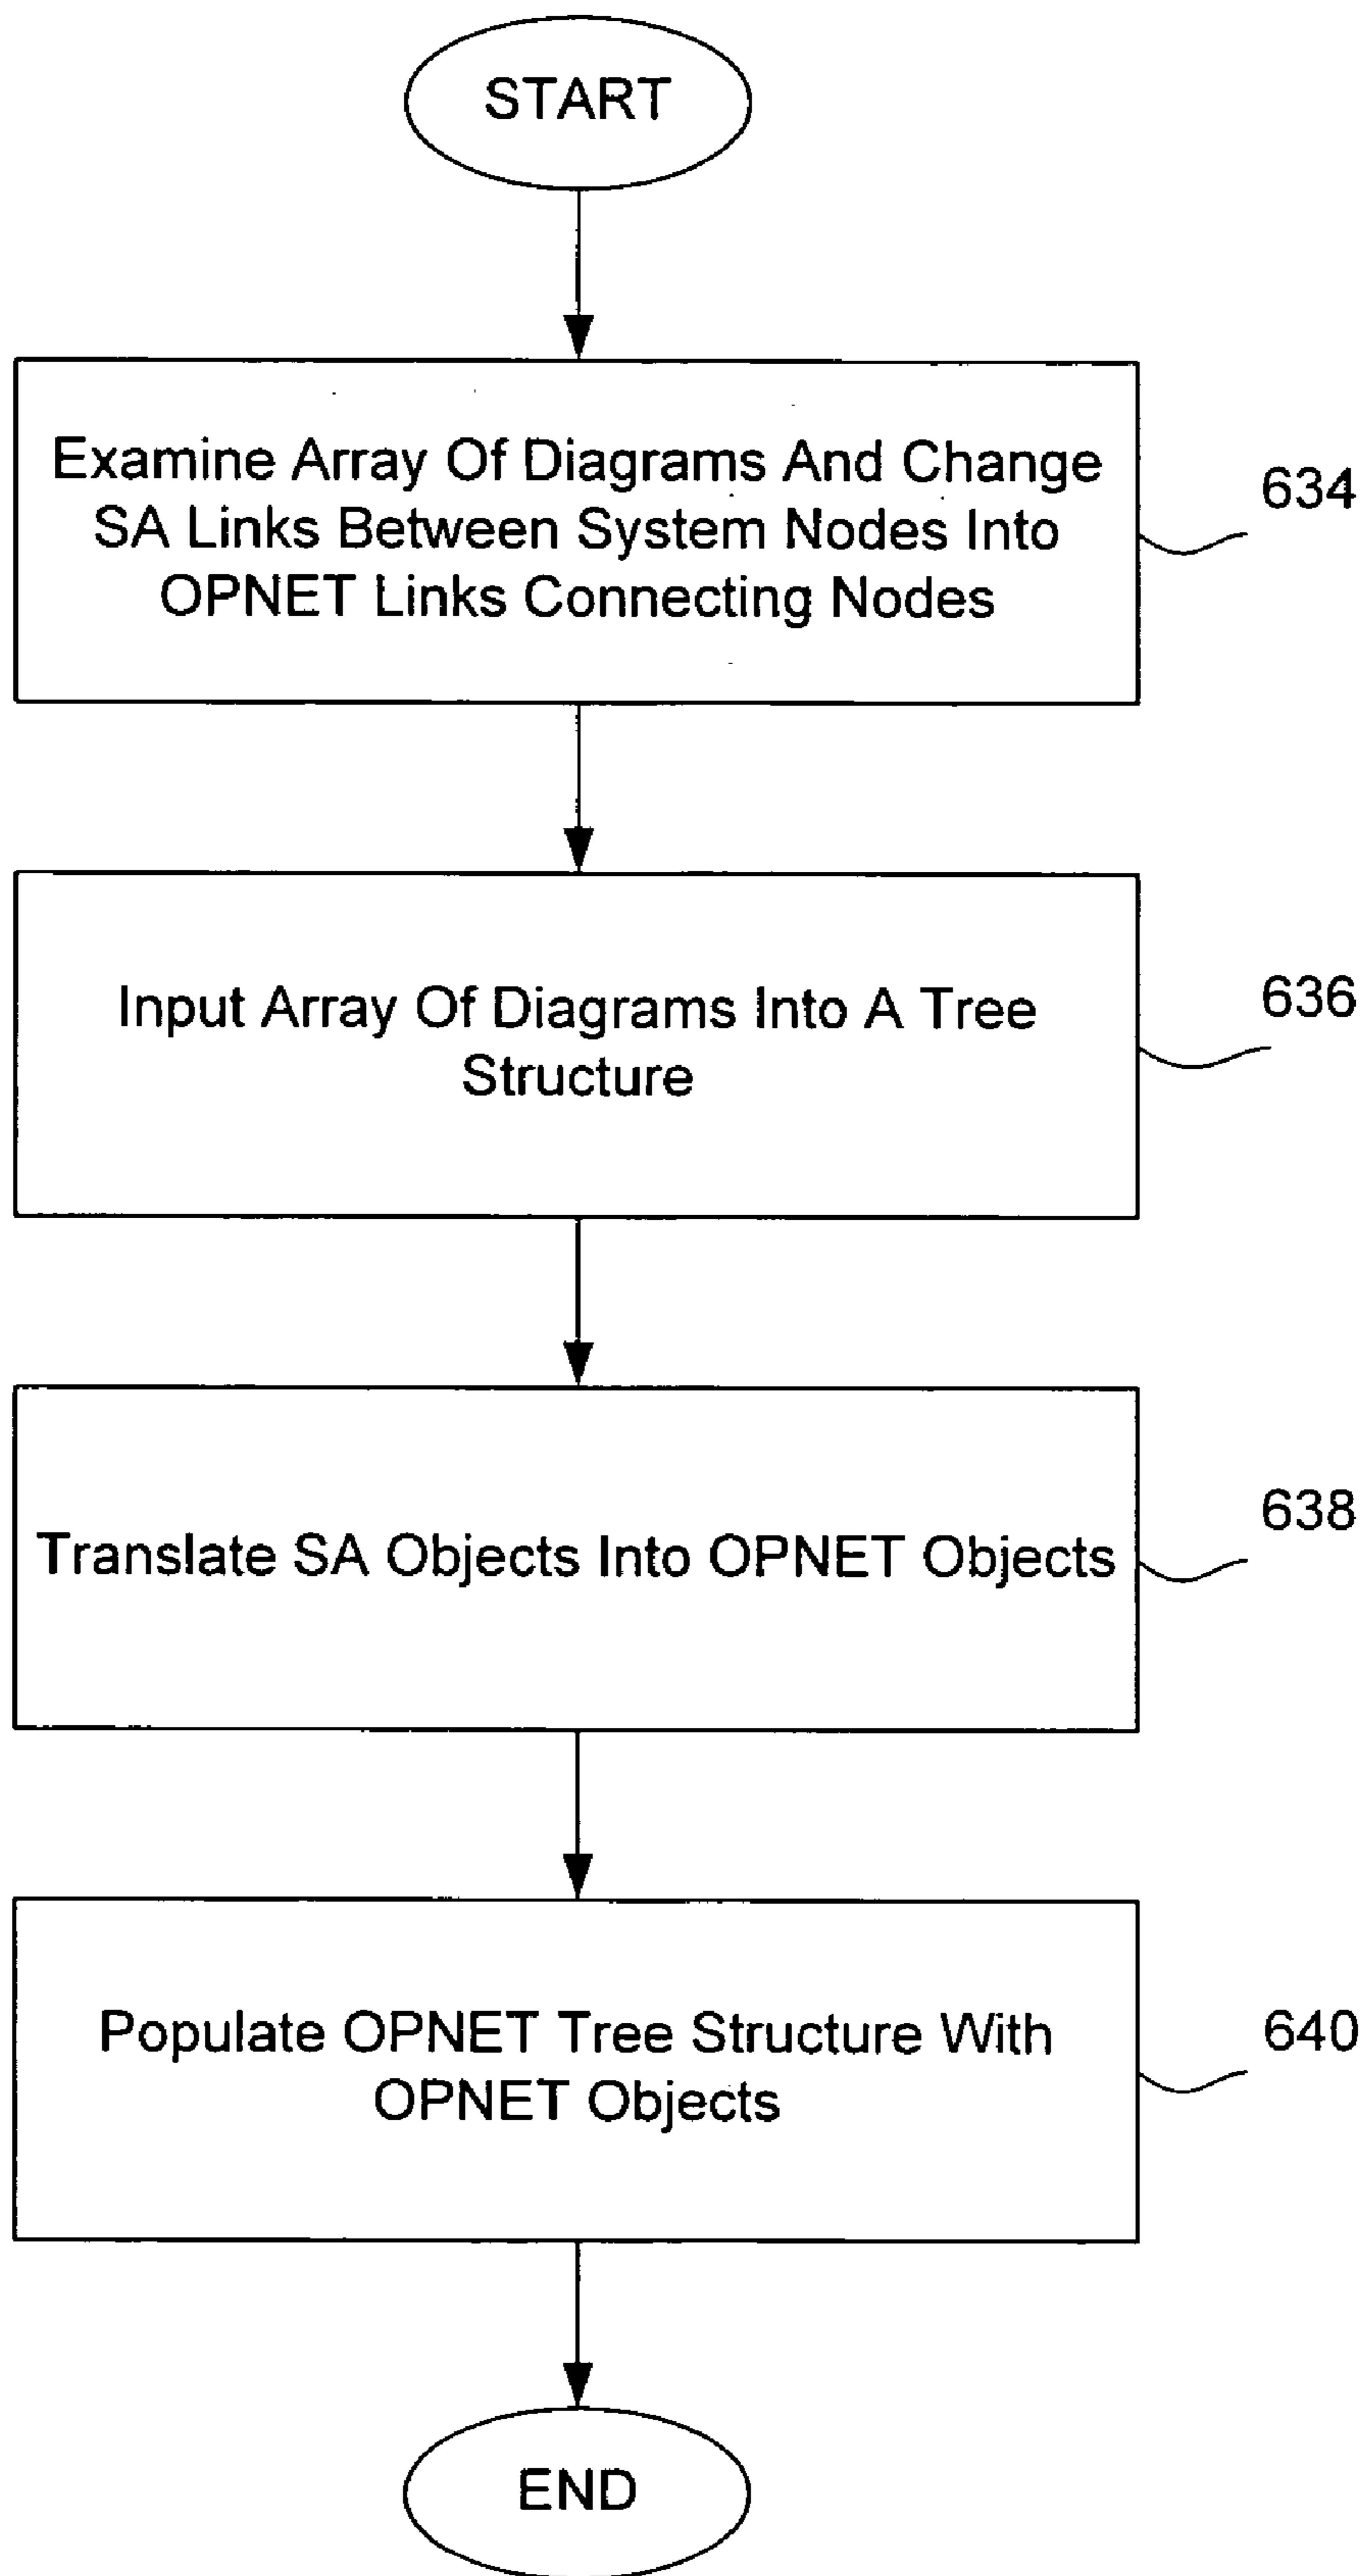 START
Examine Array Of Diagrams And Change
SA Links Between System Nodes Into
OPNET Links Connecting Nodes
634
Input Array Of Diagrams Into A Tree
Structure
636
Translate SA Objects Into OPNET Objects
638
Populate OPNET Tree Structure With
OPNET Objects
640
END